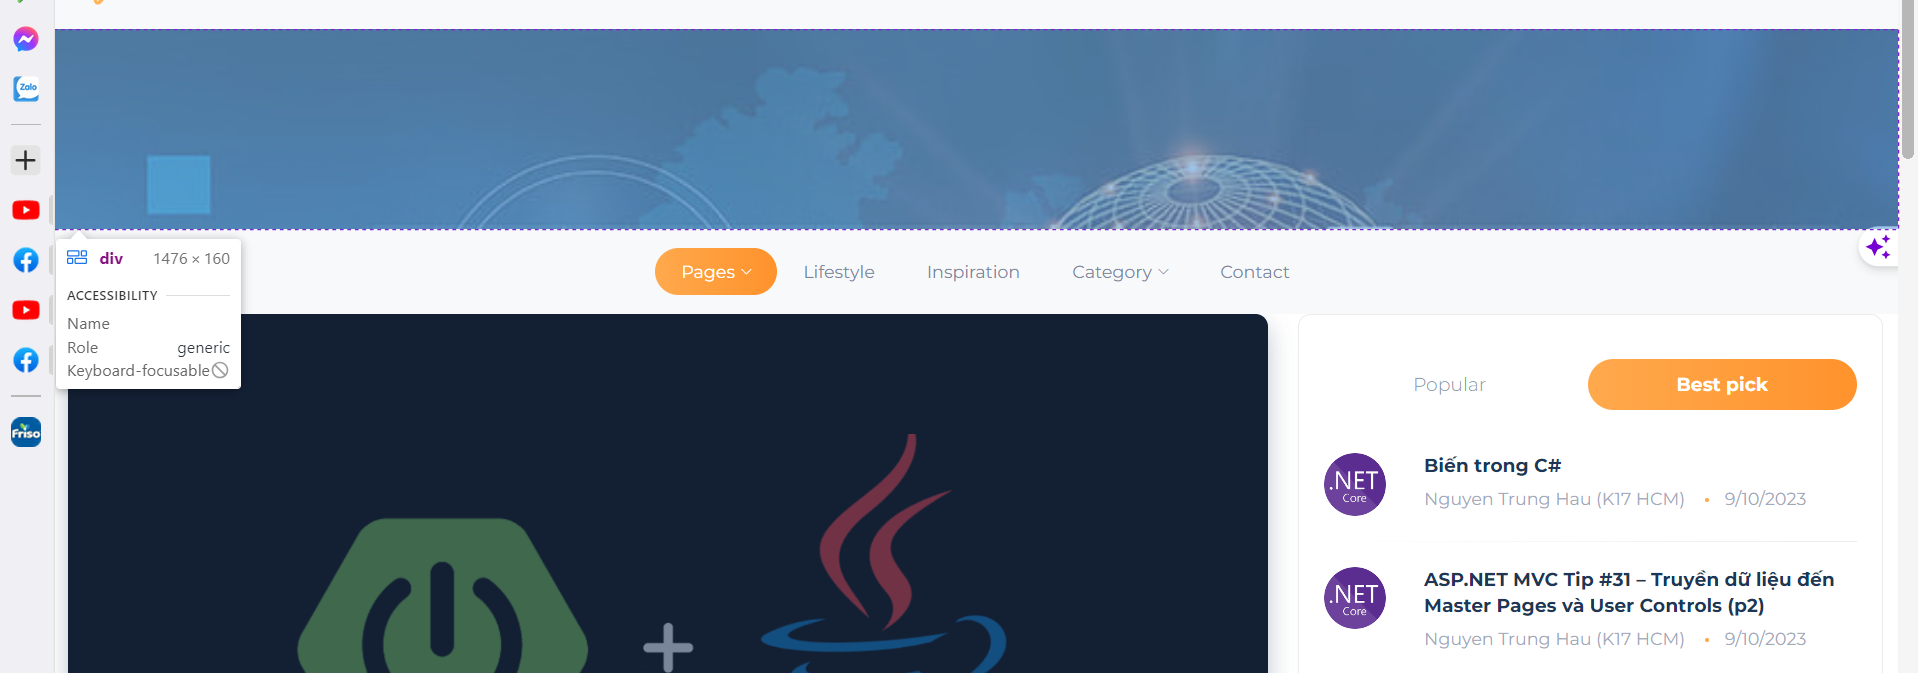 Zalo
div 1476 × 160
ACCESSIBILITY
Name
Role generic
Keyboard-focusable
Friso
Pages Lifestyle Inspiration Category Contact
Popular Best pick
.NET Core
Biến trong C#
Nguyen Trung Hau (K17 HCM) • 9/10/2023
.NET Core
ASP.NET MVC Tip #31 – Truyền dữ liệu đến
Master Pages và User Controls (p2)
Nguyen Trung Hau (K17 HCM) • 9/10/2023